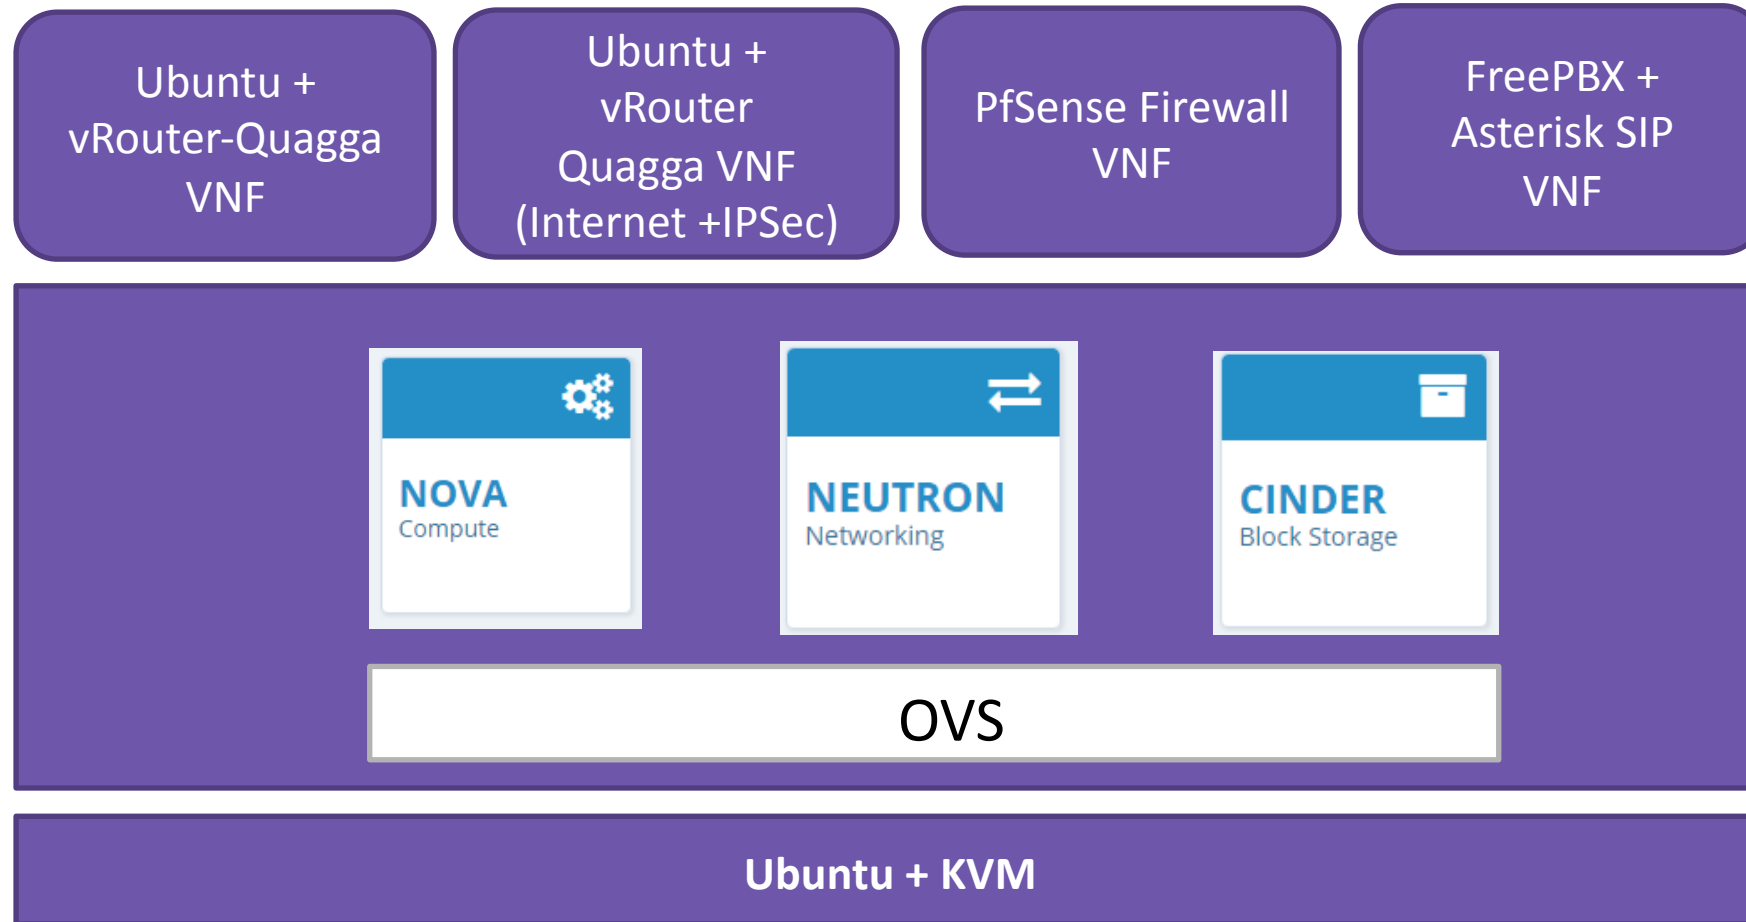 Ubuntu +
vRouter-Quagga
VNF
Ubuntu +
vRouter
Quagga VNF
(Internet +IPSec)
PfSense Firewall
VNF
FreePBX +
Asterisk SIP
VNF
NOVA
Compute
NEUTRON
Networking
CINDER
Block Storage
OVS
Ubuntu + KVM